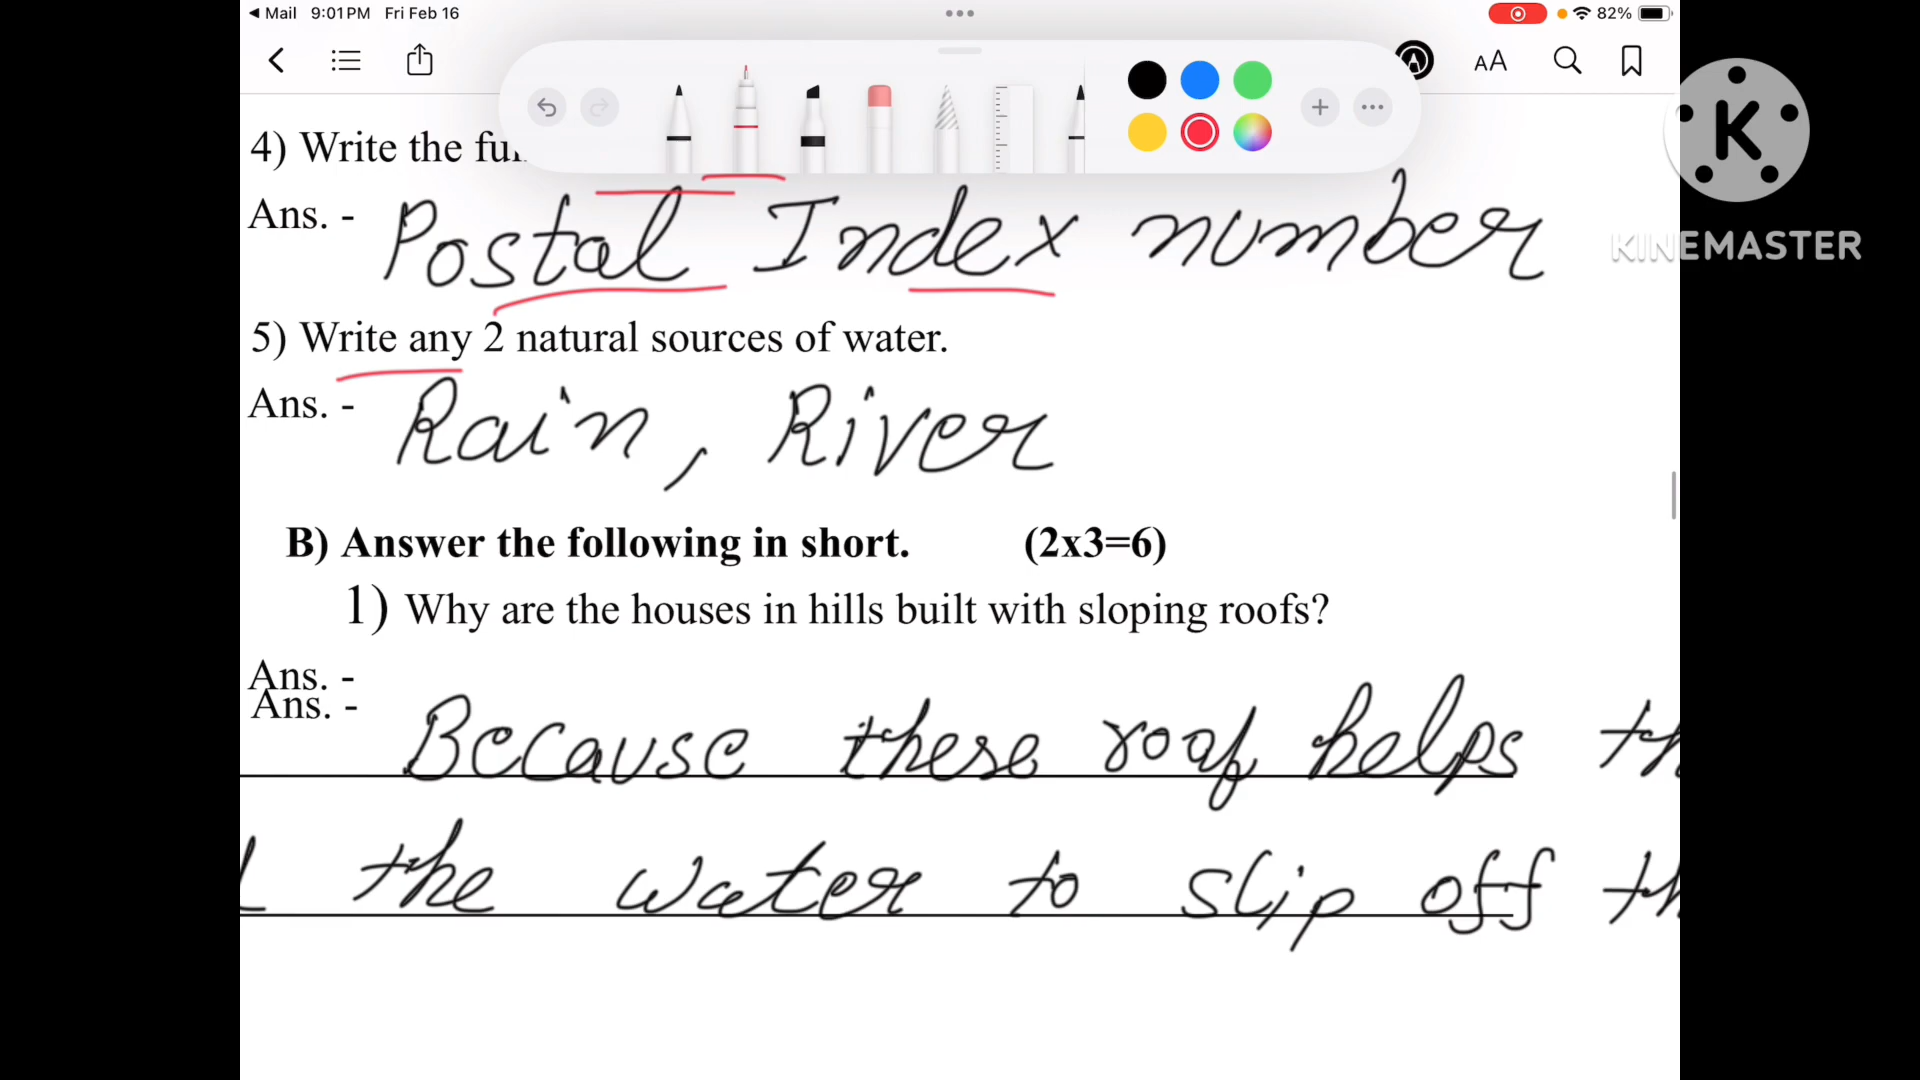 Mail 9:01 PM Fri Feb 16 82%
AA
K
KINEMASTER
4) Write the
Ans. - Postal Index number
5) Write any 2 natural sources of water.
Ans. - Rain, River
B) Answer the following in short. (2x3=6)
1) Why are the houses in hills built with sloping roofs?
Ans. -
Ans. - Because these roof helps
the water to slip off